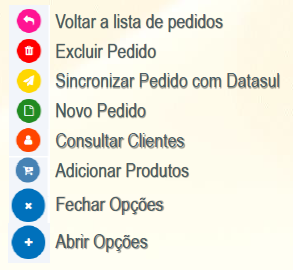 Voltar a lista de pedidos
Excluir Pedido
Sincronizar Pedido com Datasul
Novo Pedido
Consultar Clientes
Adicionar Produtos
Fechar Opções
Abrir Opções